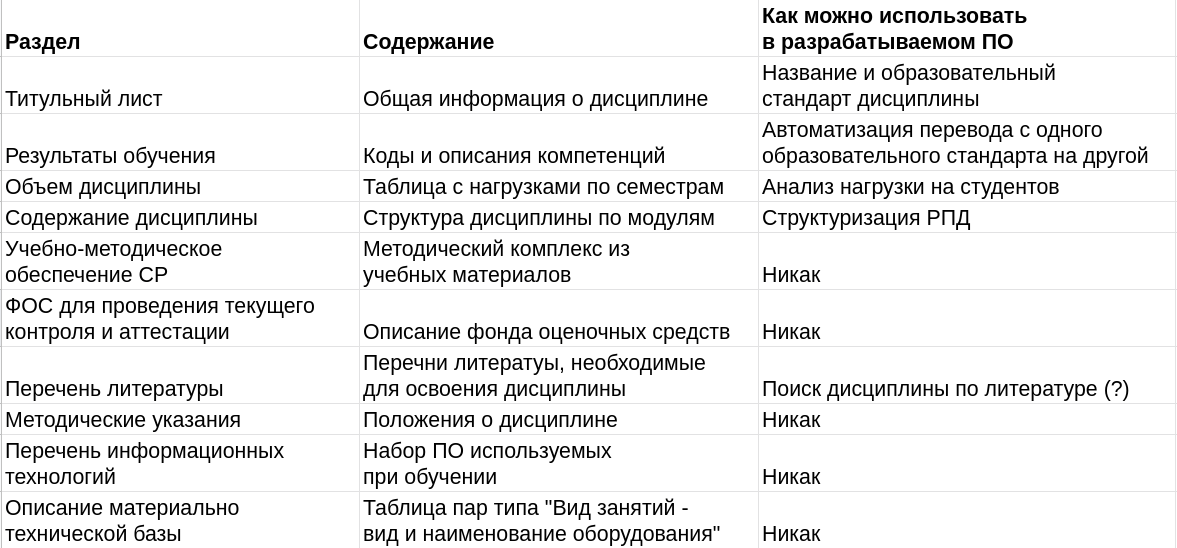 Раздел
Содержание
Как можно использовать
в разрабатываемом ПО
Титульный лист
Общая информация о дисциплине
Название и образовательный
стандарт дисциплины
Результаты обучения
Коды и описания компетенций
Автоматизация перевода с одного
образовательного стандарта на другой
Объем дисциплины
Таблица с нагрузками по семестрам
Анализ нагрузки на студентов
Содержание дисциплины
Структура дисциплины по модулям
Структуризация РПД
Учебно-методическое
обеспечение СР
Методический комплекс из
учебных материалов
Никак
ФОС для проведения текущего
контроля и аттестации
Описание фонда оценочных средств
Никак
Перечень литературы
Перечни литератуы, необходимые
для освоения дисциплины
Поиск дисциплины по литературе (?)
Методические указания
Положения о дисциплине
Никак
Перечень информационных
технологий
Набор ПО используемых
при обучении
Никак
Описание материально
технической базы
Таблица пар типа "Вид занятий -
вид и наименование оборудования"
Никак